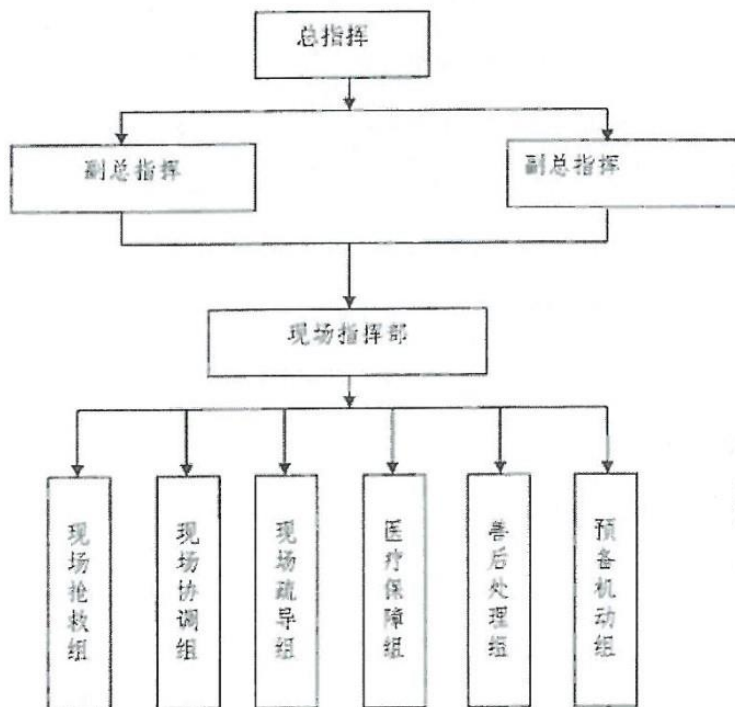 总指挥
副总指挥
副总指挥
现场指挥部
现场抢救组
现场协调组
现场疏导组
医疗保障组
善后处理组
预备机动组